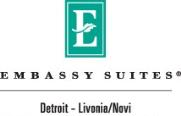 E
EMBASSY SUITES®
Detroit - Livonia/Novi